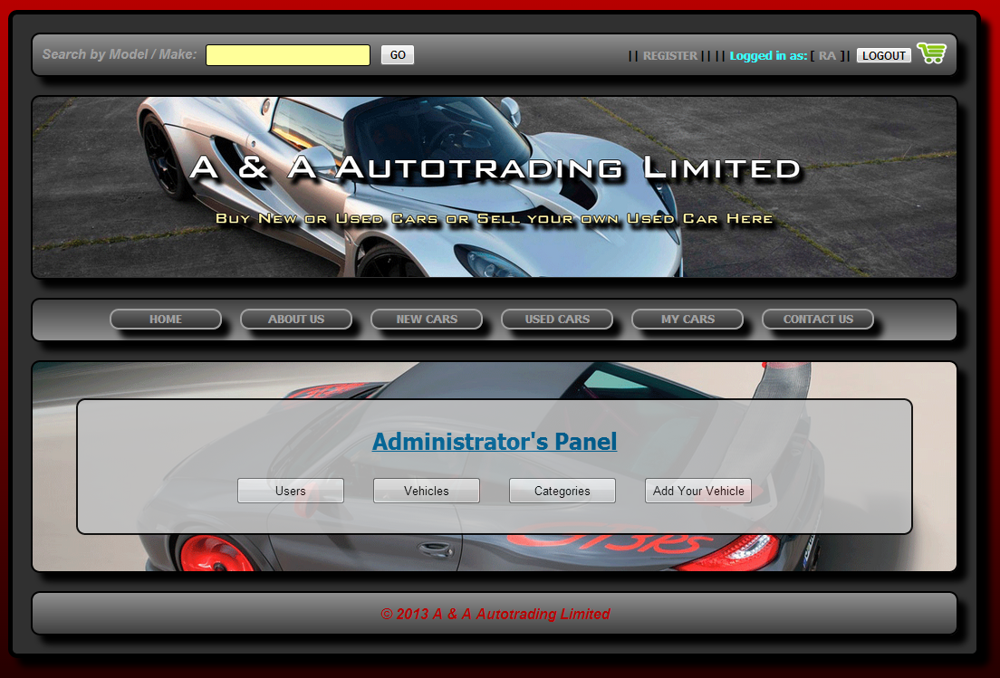 Search by Model / Make: GO || REGISTER || || Logged in as: [ RA ]| LOGOUT
A & A AUTOTRADING LIMITED
BUY NEW OR USED CARS OR SELL YOUR OWN USED CAR HERE
HOME ABOUT US NEW CARS USED CARS MY CARS CONTACT US
Administrator's Panel
Users Vehicles Categories Add Your Vehicle
GT3RS
© 2013 A & A Autotrading Limited